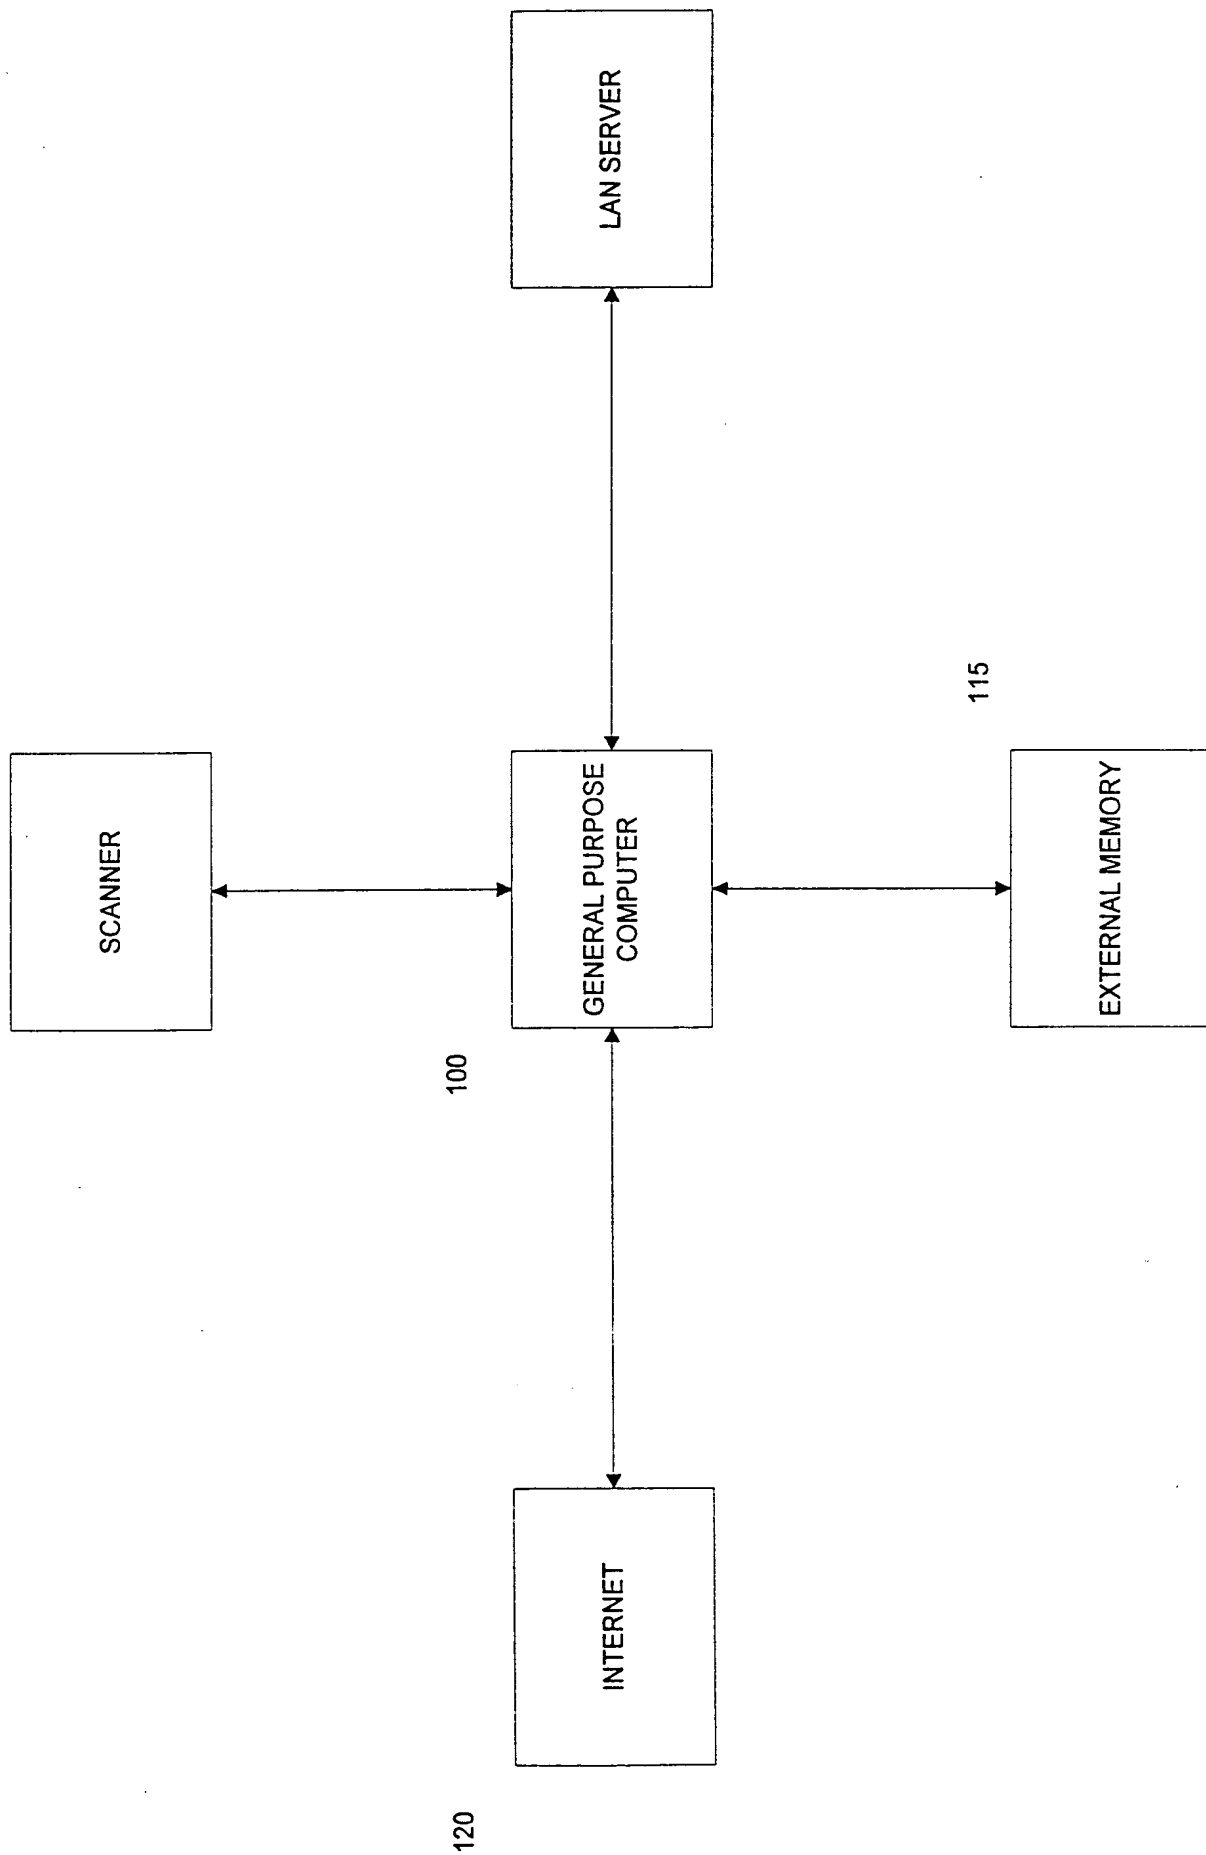 SCANNER
120
100
INTERNET
GENERAL PURPOSE
COMPUTER
LAN SERVER
115
EXTERNAL MEMORY